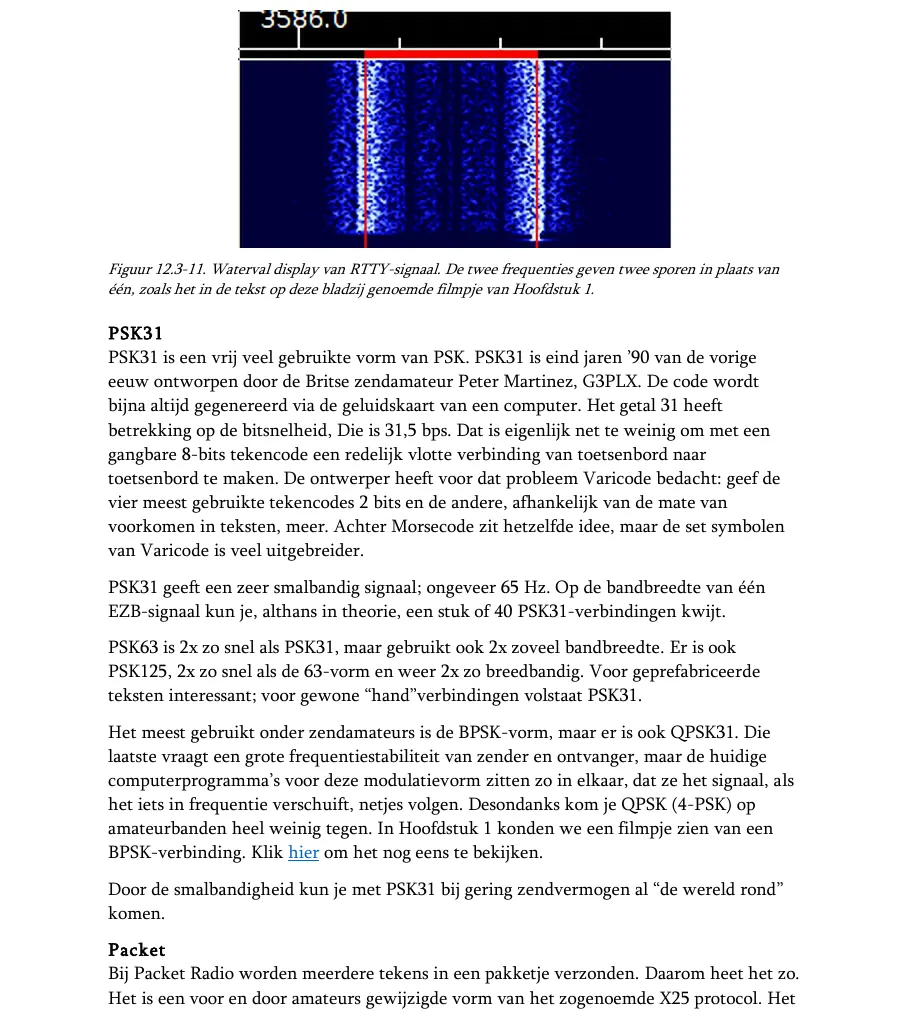 3586.0
Figuur 12.3-11. Waterval display van RTTY-signaal. De twee frequenties geven twee sporen in plaats van
één, zoals het in de tekst op deze bladzij genoemde filmpje van Hoofdstuk 1.
PSK31
PSK31 is een vrij veel gebruikte vorm van PSK. PSK31 is eind jaren ’90 van de vorige
eeuw ontworpen door de Britse zendamateur Peter Martinez, G3PLX. De code wordt
bijna altijd gegenereerd via de geluidskaart van een computer. Het getal 31 heeft
betrekking op de bitsnelheid, Die is 31,5 bps. Dat is eigenlijk net te weinig om met een
gangbare 8-bits tekencode een redelijk vlotte verbinding van toetsenbord naar
toetsenbord te maken. De ontwerper heeft voor dat probleem Varicode bedacht: geef de
vier meest gebruikte tekencodes 2 bits en de andere, afhankelijk van de mate van
voorkomen in teksten, meer. Achter Morsecode zit hetzelfde idee, maar de set symbolen
van Varicode is veel uitgebreider.
PSK31 geeft een zeer smalbandig signaal; ongeveer 65 Hz. Op de bandbreedte van één
EZB-signaal kun je, althans in theorie, een stuk of 40 PSK31-verbindingen kwijt.
PSK63 is 2x zo snel als PSK31, maar gebruikt ook 2x zoveel bandbreedte. Er is ook
PSK125, 2x zo snel als de 63-vorm en weer 2x zo breedbandig. Voor geprefabriceerde
teksten interessant; voor gewone “hand”verbindingen volstaat PSK31.
Het meest gebruikt onder zendamateurs is de BPSK-vorm, maar er is ook QPSK31. Die
laatste vraagt een grote frequentiestabiliteit van zender en ontvanger, maar de huidige
computerprogramma’s voor deze modulatievorm zitten zo in elkaar, dat ze het signaal, als
het iets in frequentie verschuift, netjes volgen. Desondanks kom je QPSK (4-PSK) op
amateurbanden heel weinig tegen. In Hoofdstuk 1 konden we een filmpje zien van een
BPSK-verbinding. Klik hier om het nog eens te bekijken.
Door de smalbandigheid kun je met PSK31 bij gering zendvermogen al “de wereld rond”
komen.
Packet
Bij Packet Radio worden meerdere tekens in een pakketje verzonden. Daarom heet het zo.
Het is een voor en door amateurs gewijzigde vorm van het zogenoemde X25 protocol. Het